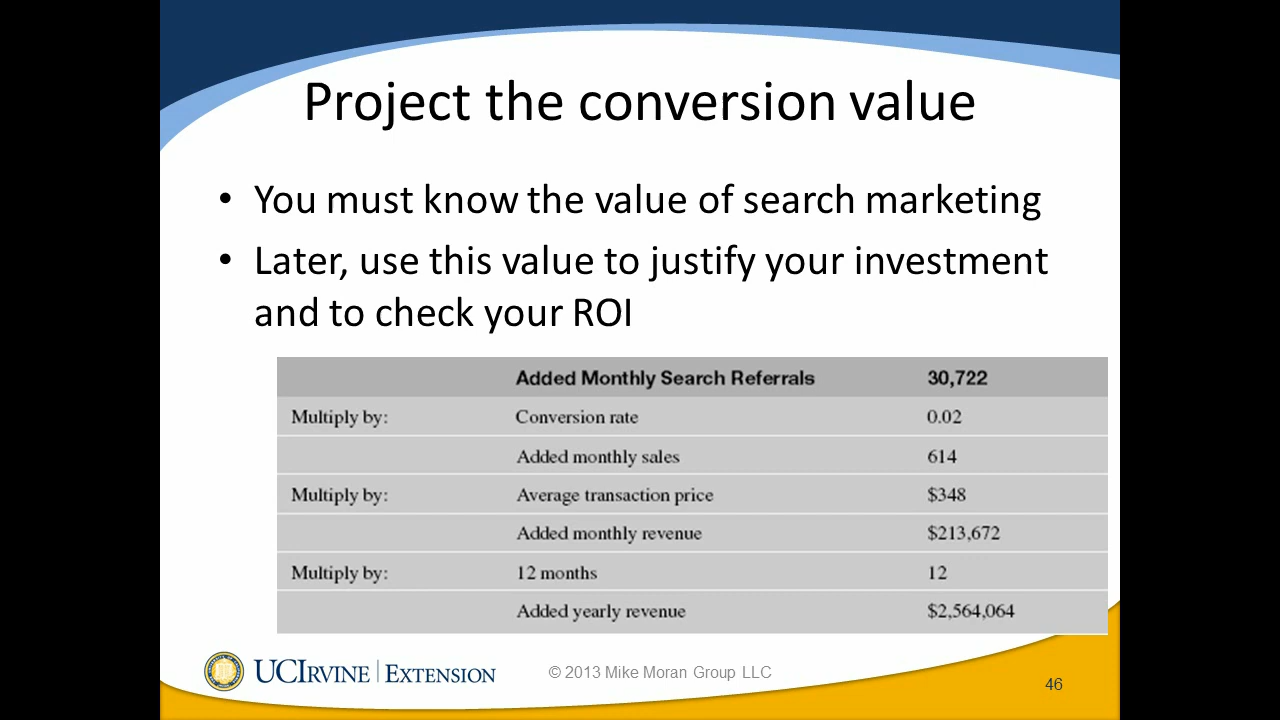 Project the conversion value
• You must know the value of search marketing
• Later, use this value to justify your investment
and to check your ROI
Added Monthly Search Referrals 30,722
Multiply by: Conversion rate 0.02
Added monthly sales 614
Multiply by: Average transaction price $348
Added monthly revenue $213,672
Multiply by: 12 months 12
Added yearly revenue $2,564,064
UCIRVINE | EXTENSION
© 2013 Mike Moran Group LLC
46